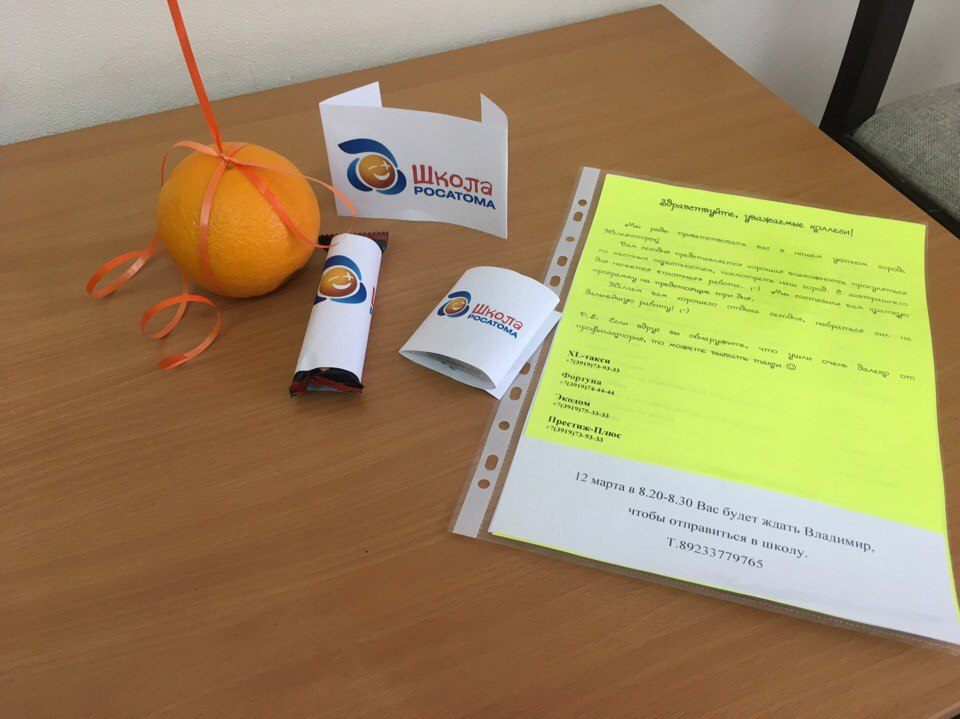 Школа
РОСАТОМА
Школа
РОСАТОМА
Здравствуйте, уважаемые коллеги!
Мы рады приветствовать вас в нашем уютном городе
Железногорск!
Вам сегодня представляется хорошая возможность прогуляться
по местным окрестностям, посмотреть наш город. С завтрашнего
дня начнется «плотная» работа. ;-) Мы составили вам краткую
программу на предстоящие три дня.
Желаем вам хорошего отдыха сегодня, набраться сил на
дальнейшую работу! ;-)
P.S. Если вдруг вы обнаружите, что ушли очень далеко от
профилактория, то можете вызвать такси ☺
XL-такси
+7(3919)73-93-33
Фортуна
+7(3919)74-44-44
Экодом
+7(3919)75-33-33
Престиж-Плюс
+7(3919)73-93-33
12 марта в 8.20-8.30 Вас будет ждать Владимир,
чтобы отправиться в школу.
Т.89233779765